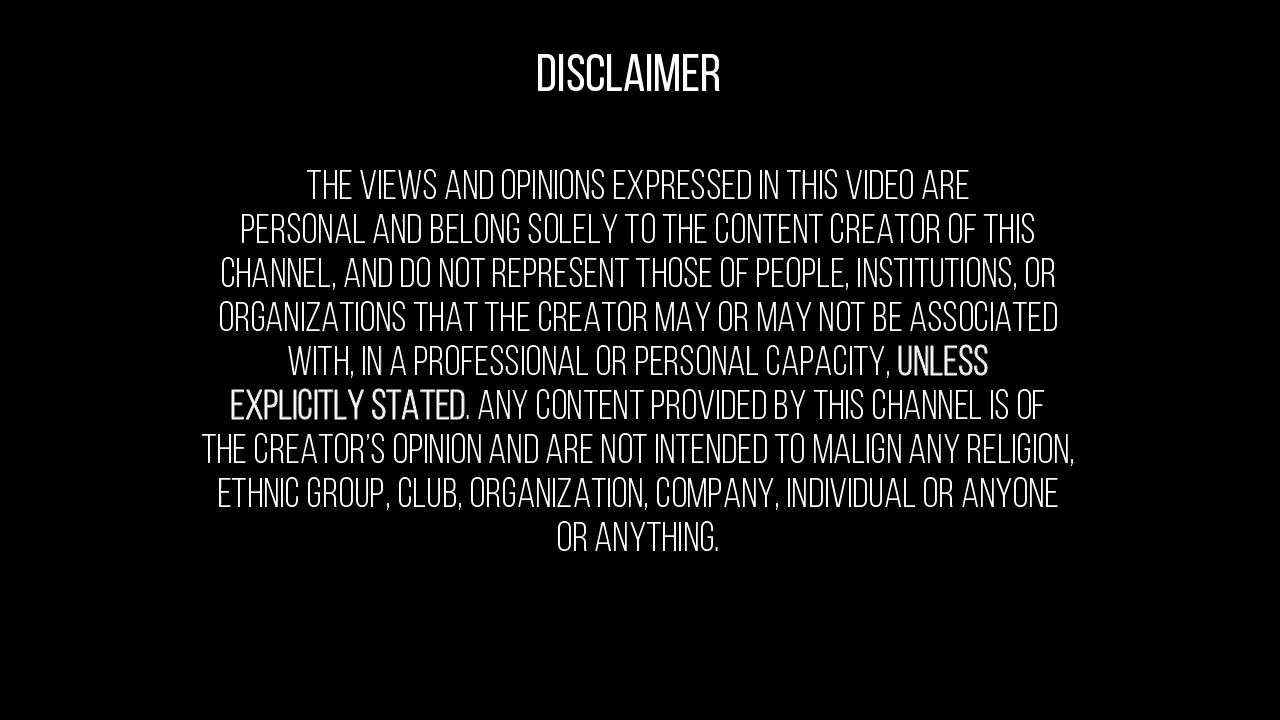 DISCLAIMER
THE VIEWS AND OPINIONS EXPRESSED IN THIS VIDEO ARE
PERSONAL AND BELONG SOLELY TO THE CONTENT CREATOR OF THIS
CHANNEL, AND DO NOT REPRESENT THOSE OF PEOPLE, INSTITUTIONS, OR
ORGANIZATIONS THAT THE CREATOR MAY OR MAY NOT BE ASSOCIATED
WITH, IN A PROFESSIONAL OR PERSONAL CAPACITY, UNLESS
EXPLICITLY STATED. ANY CONTENT PROVIDED BY THIS CHANNEL IS OF
THE CREATOR’S OPINION AND ARE NOT INTENDED TO MALIGN ANY RELIGION,
ETHNIC GROUP, CLUB, ORGANIZATION, COMPANY, INDIVIDUAL OR ANYONE
OR ANYTHING.